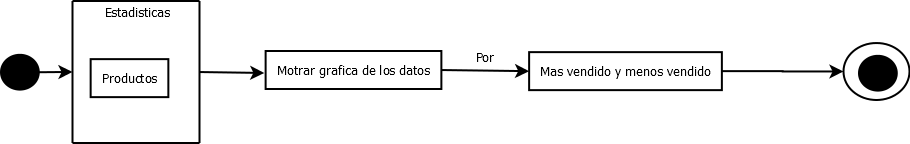 Estadisticas
Productos
Motrar grafica de los datos
Por
Mas vendido y menos vendido